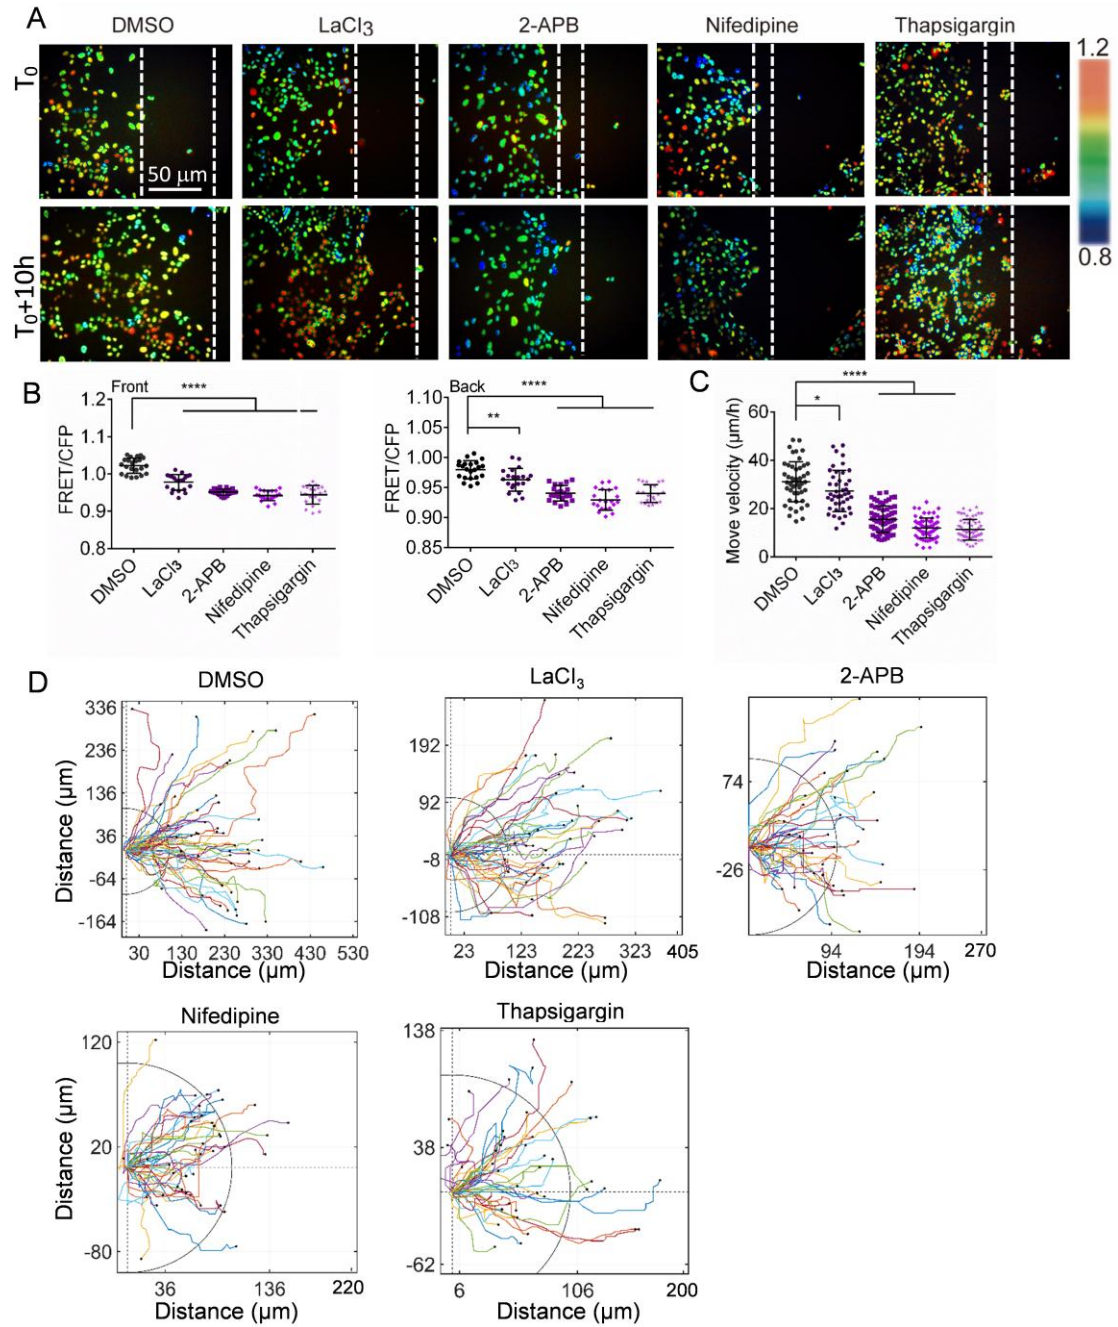 A
DMSO LaCl3 2-APB Nifedipine Thapsigargin
T0
50 µm
T0+10h
1.2
0.8
B
Front
****
FRET/CFP
1.2
1.1
1.0
0.9
0.8
DMSO LaCl3 2-APB Nifedipine Thapsigargin
Back
****
**
FRET/CFP
1.10
1.05
1.00
0.95
0.90
0.85
DMSO LaCl3 2-APB Nifedipine Thapsigargin
C
****
*
Move velocity (µm/h)
60
40
20
0
DMSO LaCl3 2-APB Nifedipine Thapsigargin
D
DMSO
Distance (µm)
336
236
136
36
-64
-164
30 130 230 330 430 530
Distance (µm)
LaCl3
192
92
-8
-108
23 123 223 323 405
Distance (µm)
2-APB
74
-26
94 194 270
Distance (µm)
Nifedipine
Distance (µm)
120
20
-80
36 136 220
Distance (µm)
Thapsigargin
138
38
-62
6 106 200
Distance (µm)